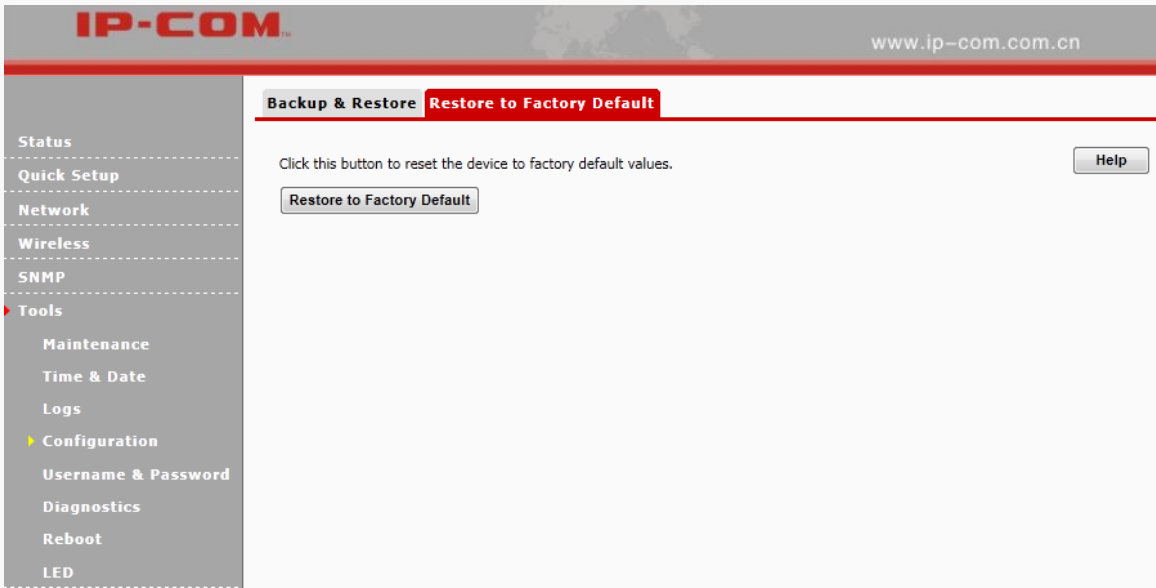 IP-COM
www.ip-com.com.cn
Backup & Restore Restore to Factory Default
Status
Quick Setup
Network
Wireless
SNMP
Tools
Maintenance
Time & Date
Logs
Configuration
Username & Password
Diagnostics
Reboot
LED
Click this button to reset the device to factory default values.
Help
Restore to Factory Default